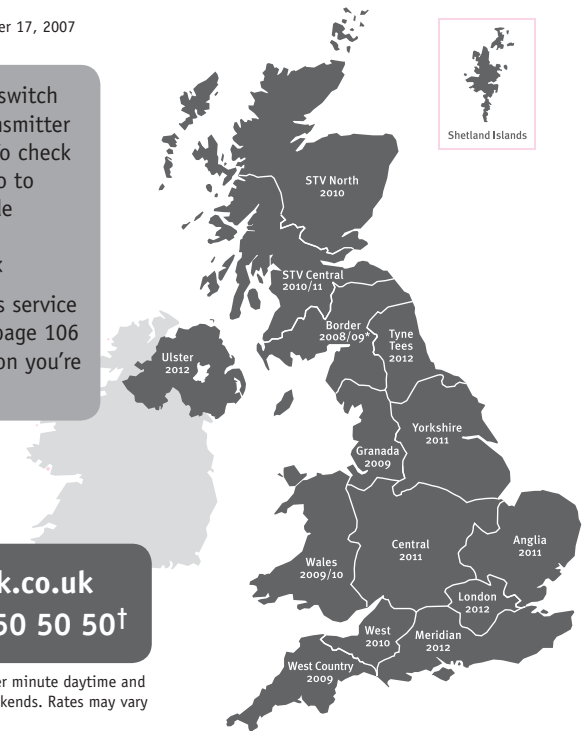 er 17, 2007
switch
nsmitter
o check
o to
le
k
s service
page 106
on you're
k.co.uk
50 50 50†
er minute daytime and
kends. Rates may vary
Shetland Islands
STV North
2010
STV Central
2010/11
Border
2008/09*
Tyne
Tees
2012
Ulster
2012
Granada
2009
Yorkshire
2011
Wales
2009/10
Central
2011
Anglia
2011
London
2012
West
2010
Meridian
2012
West Country
2009